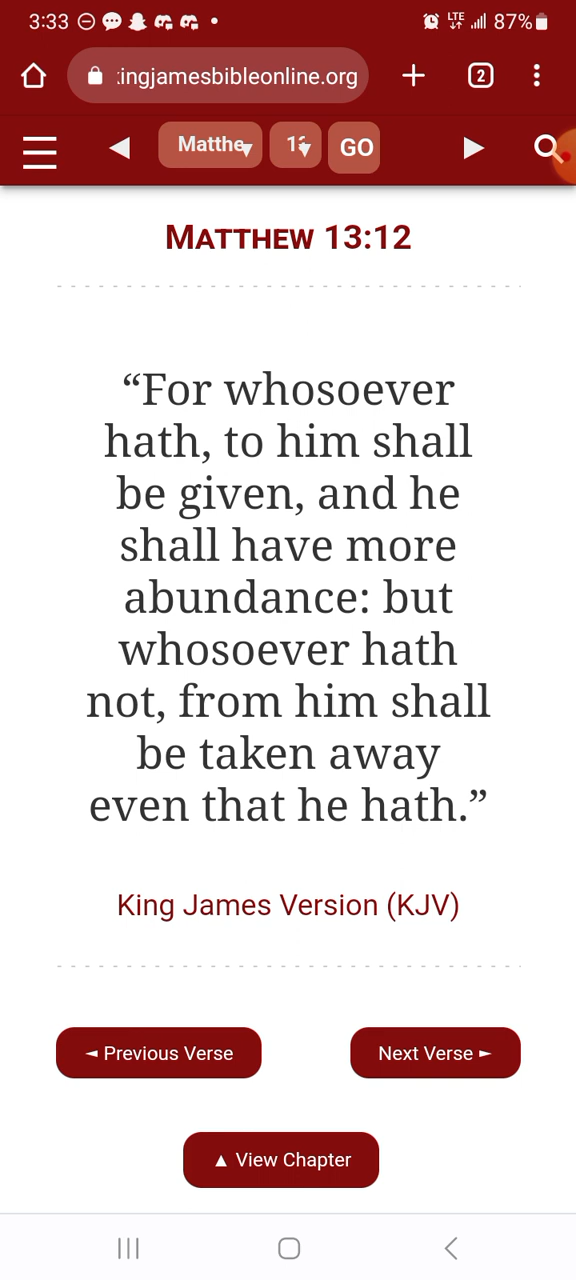 3:33
LTE
87%
:ingjamesbibleonline.org
+
2
Matthe
GO
MATTHEW 13:12
“For whosoever
hath, to him shall
be given, and he
shall have more
abundance: but
whosoever hath
not, from him shall
be taken away
even that he hath.”
King James Version (KJV)
◄ Previous Verse
Next Verse ►
▲ View Chapter